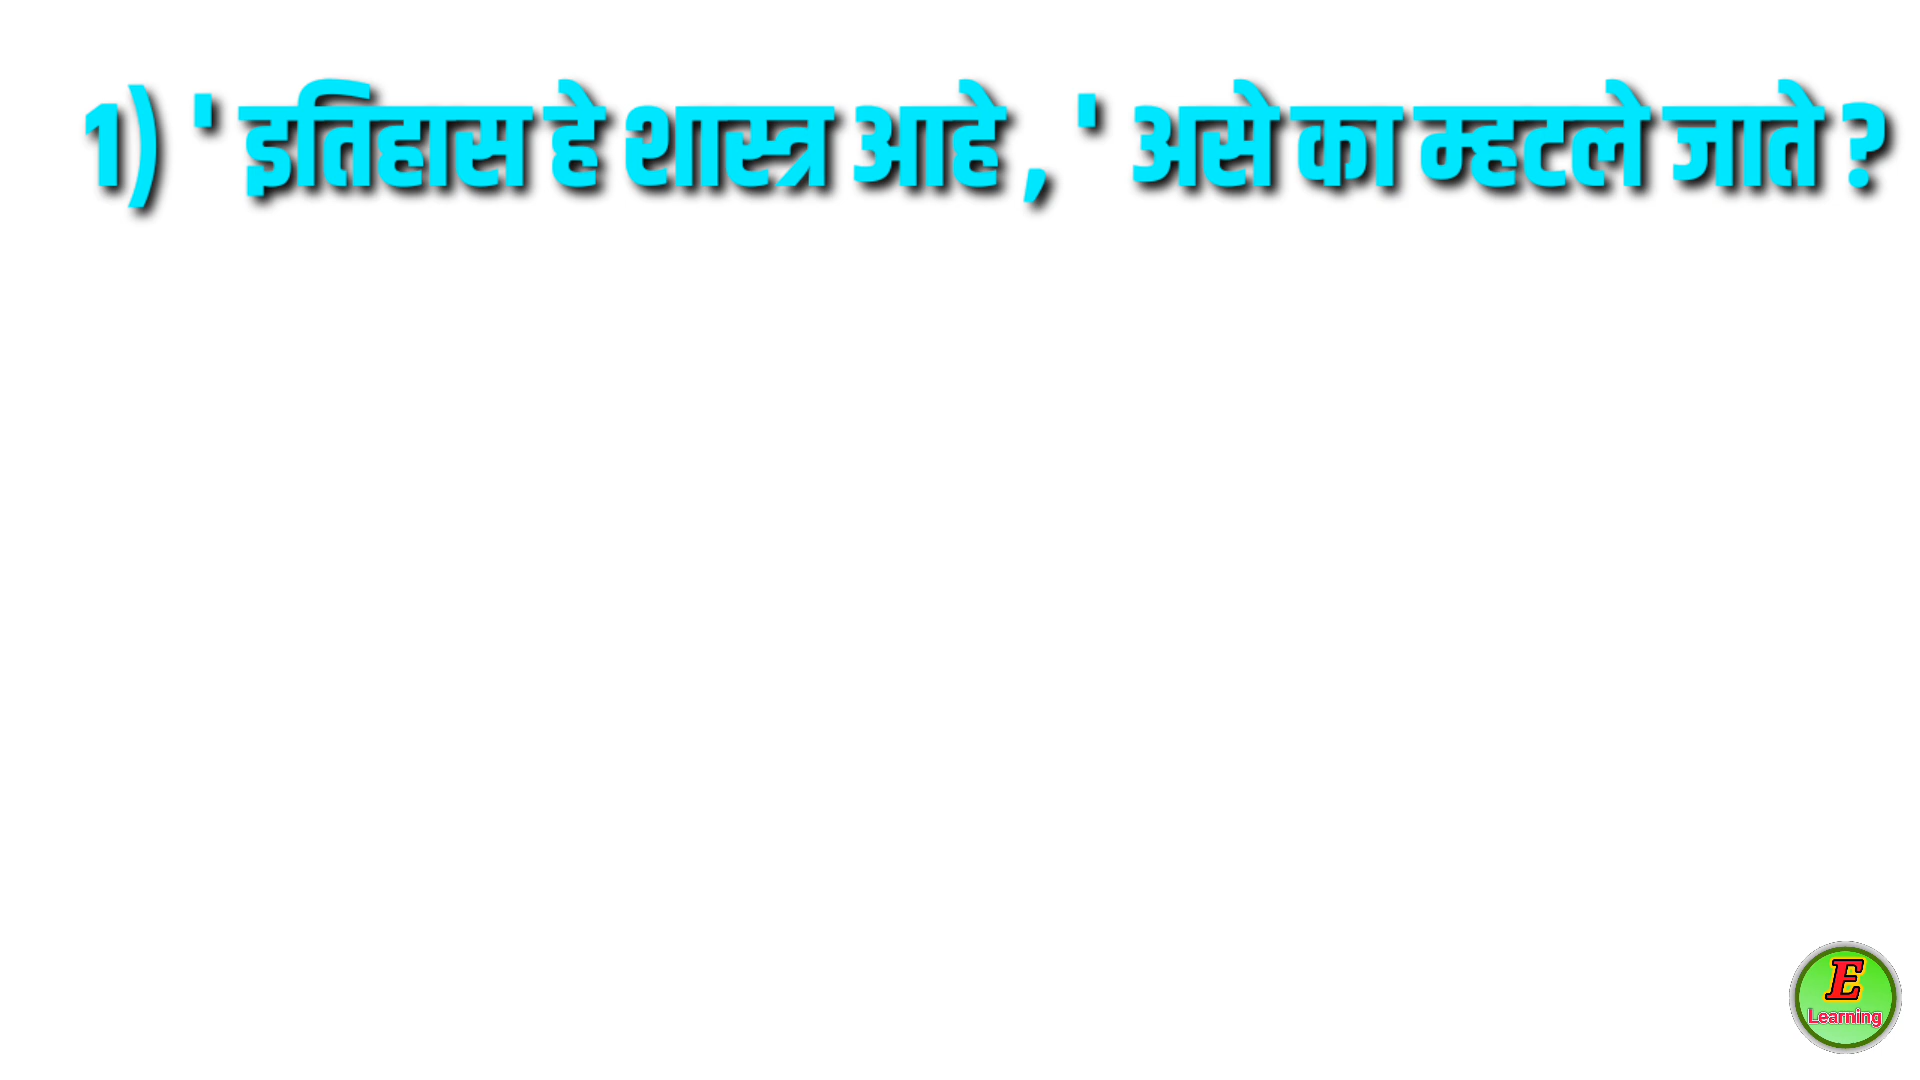 1) ' इतिहास हे शास्त्र आहे , ' असे का म्हटले जाते ?
E
Learning